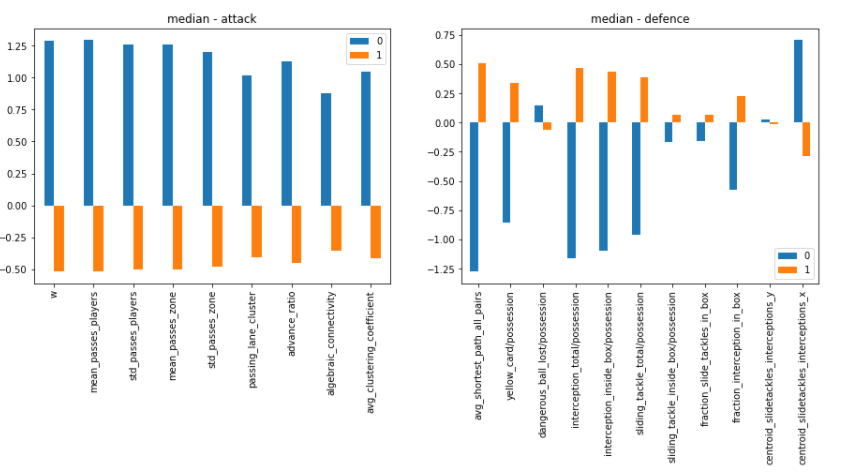 median - attack
1.25
1.00
0.75
0.50
0.25
0.00
−0.25
−0.50
0
1
w
mean_passes_players
std_passes_players
mean_passes_zone
std_passes_zone
passing_lane_cluster
advance_ratio
algebraic_connectivity
avg_clustering_coefficient
median - defence
0.75
0.50
0.25
0.00
−0.25
−0.50
−0.75
−1.00
−1.25
0
1
avg_shortest_path_all_pairs
yellow_card/possession
dangerous_ball_lost/possession
interception_total/possession
interception_inside_box/possession
sliding_tackle_total/possession
sliding_tackle_inside_box/possession
fraction_slide_tackles_in_box
fraction_interception_in_box
centroid_slidetackles_interceptions_y
centroid_slidetackles_interceptions_x